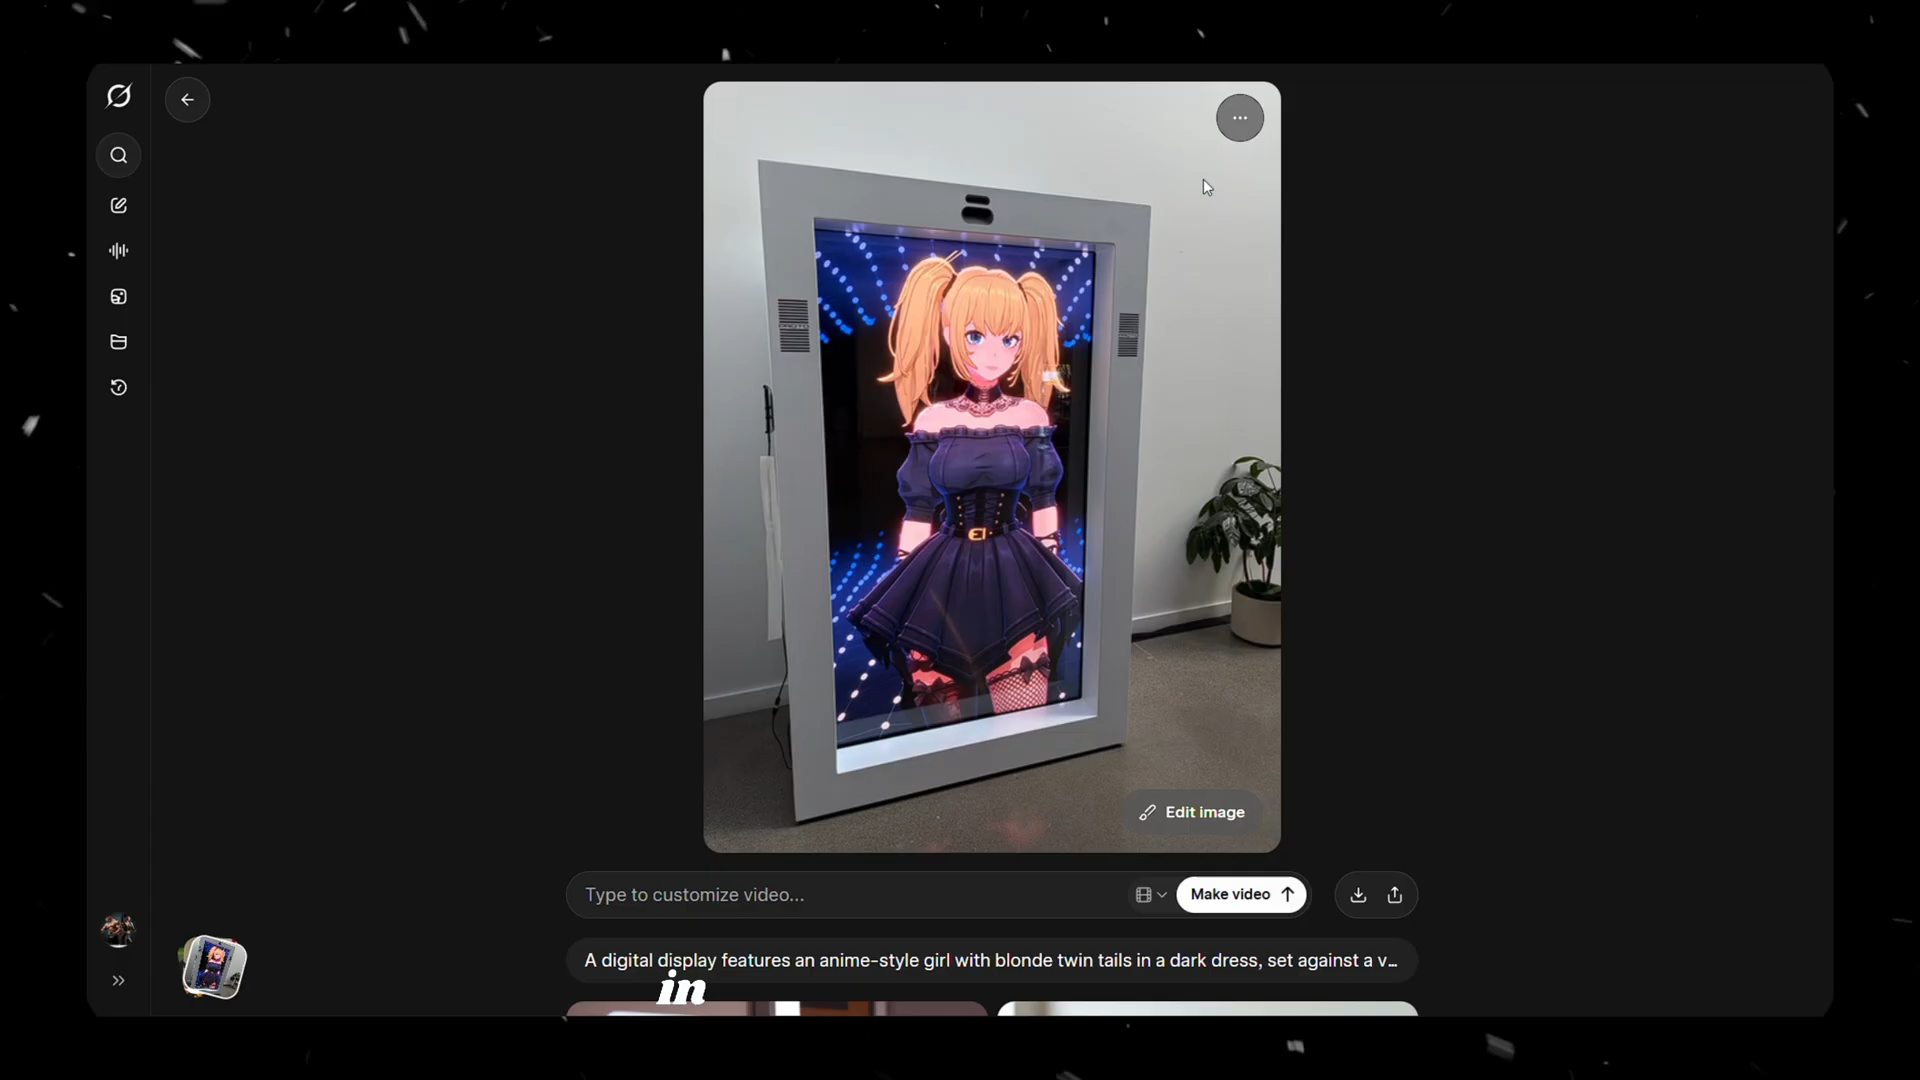 Edit image
Type to customize video...
Make video
A digital display features an anime-style girl with blonde twin tails in a dark dress, set against a v...
in